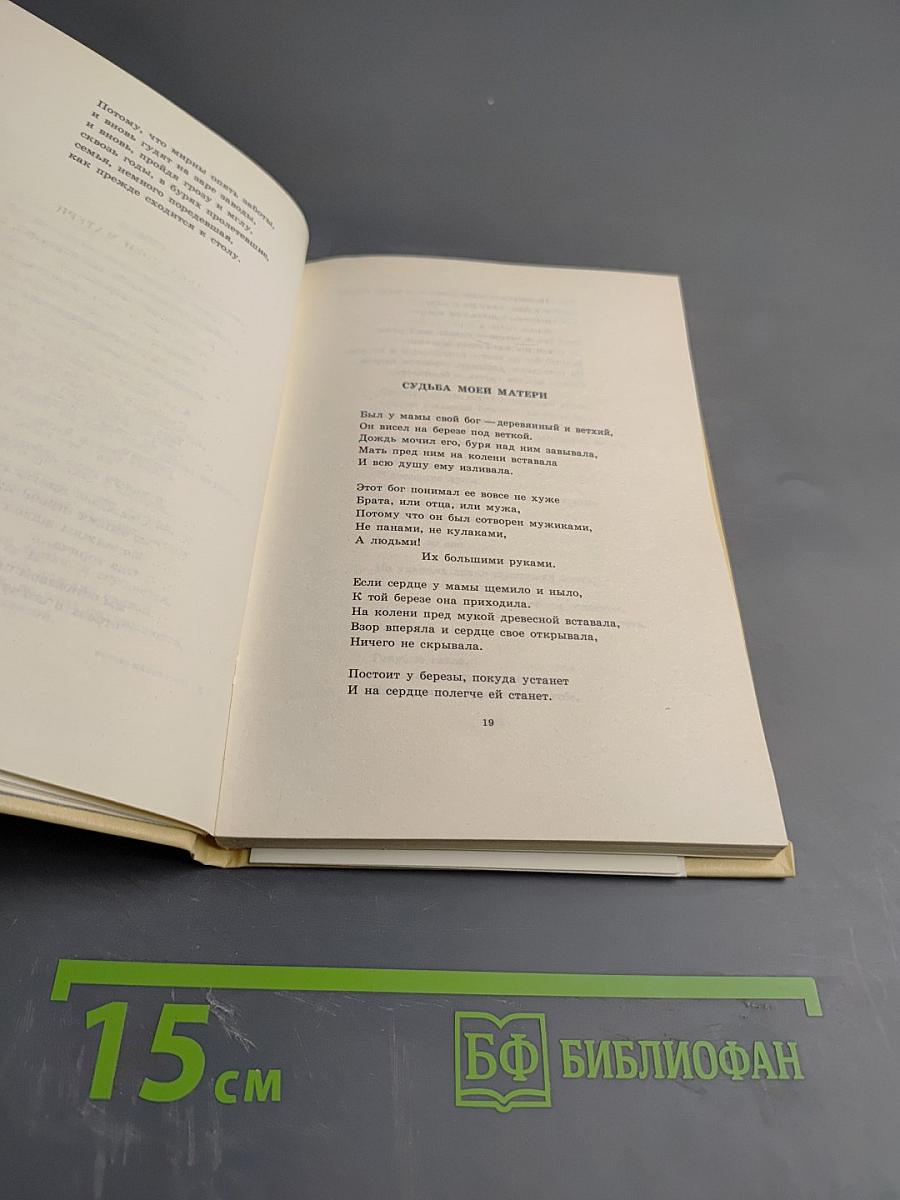 Потому, что мирны опять заботы,
и вновь гудят на заре заводы,
и вновь, пройдя грозу и мглу,
сквозь годы, в бурях пролетевшие,
семья, немного поредевшая,
как прежде сходится к столу.
СУДЬБА МОЕЙ МАТЕРИ
Был у мамы свой бог — деревянный и ветхий,
Он висел на березе под веткой.
Дождь мочил его, буря над ним завывала,
Мать пред ним на колени вставала
И всю душу ему изливала.
Этот бог понимал ее вовсе не хуже
Брата, или отца, или мужа,
Потому что он был сотворен мужиками,
Не панами, не кулаками,
А людьми!
Их большими руками.
Если сердце у мамы щемило и ныло,
К той березе она приходила.
На колени пред мукой древесной вставала,
Взор вперяла и сердце свое открывала,
Ничего не скрывала.
Постоит у березы, покуда устанет
И на сердце полегче ей станет.
19
15 см
БФ БИБЛИОФАН